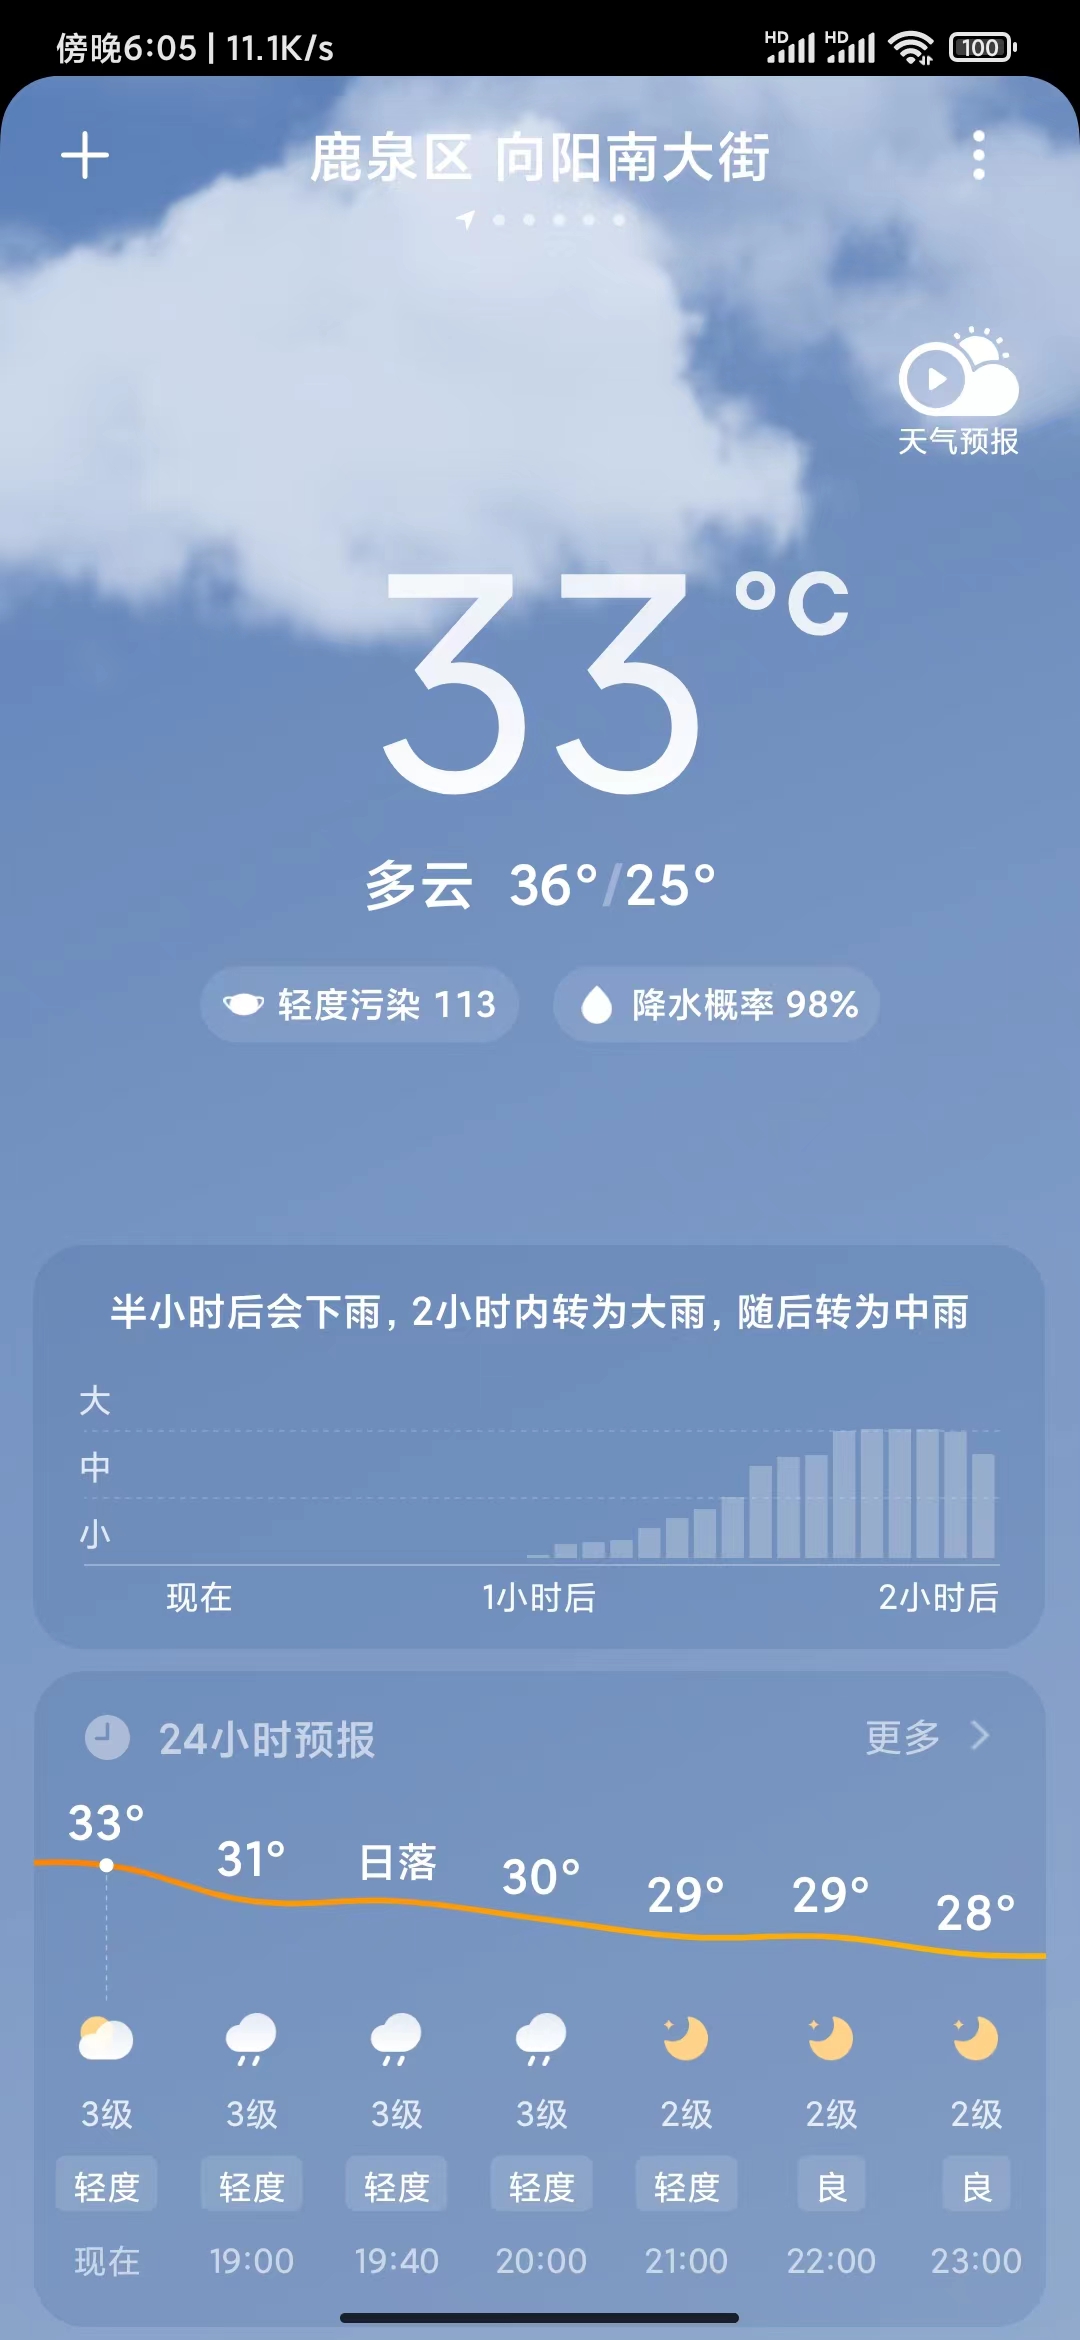 傍晚6:05 | 11.1K/s
HD HD 100
鹿泉区 向阳南大街
天气预报
33°C
多云 36°/25°
轻度污染 113 降水概率 98%
半小时后会下雨，2小时内转为大雨，随后转为中雨
大
中
小
现在 1小时后 2小时后
24小时预报 更多
33° 31° 日落 30° 29° 29° 28°
3级 3级 3级 3级 2级 2级 2级
轻度 轻度 轻度 轻度 轻度 良 良
现在 19:00 19:40 20:00 21:00 22:00 23:00